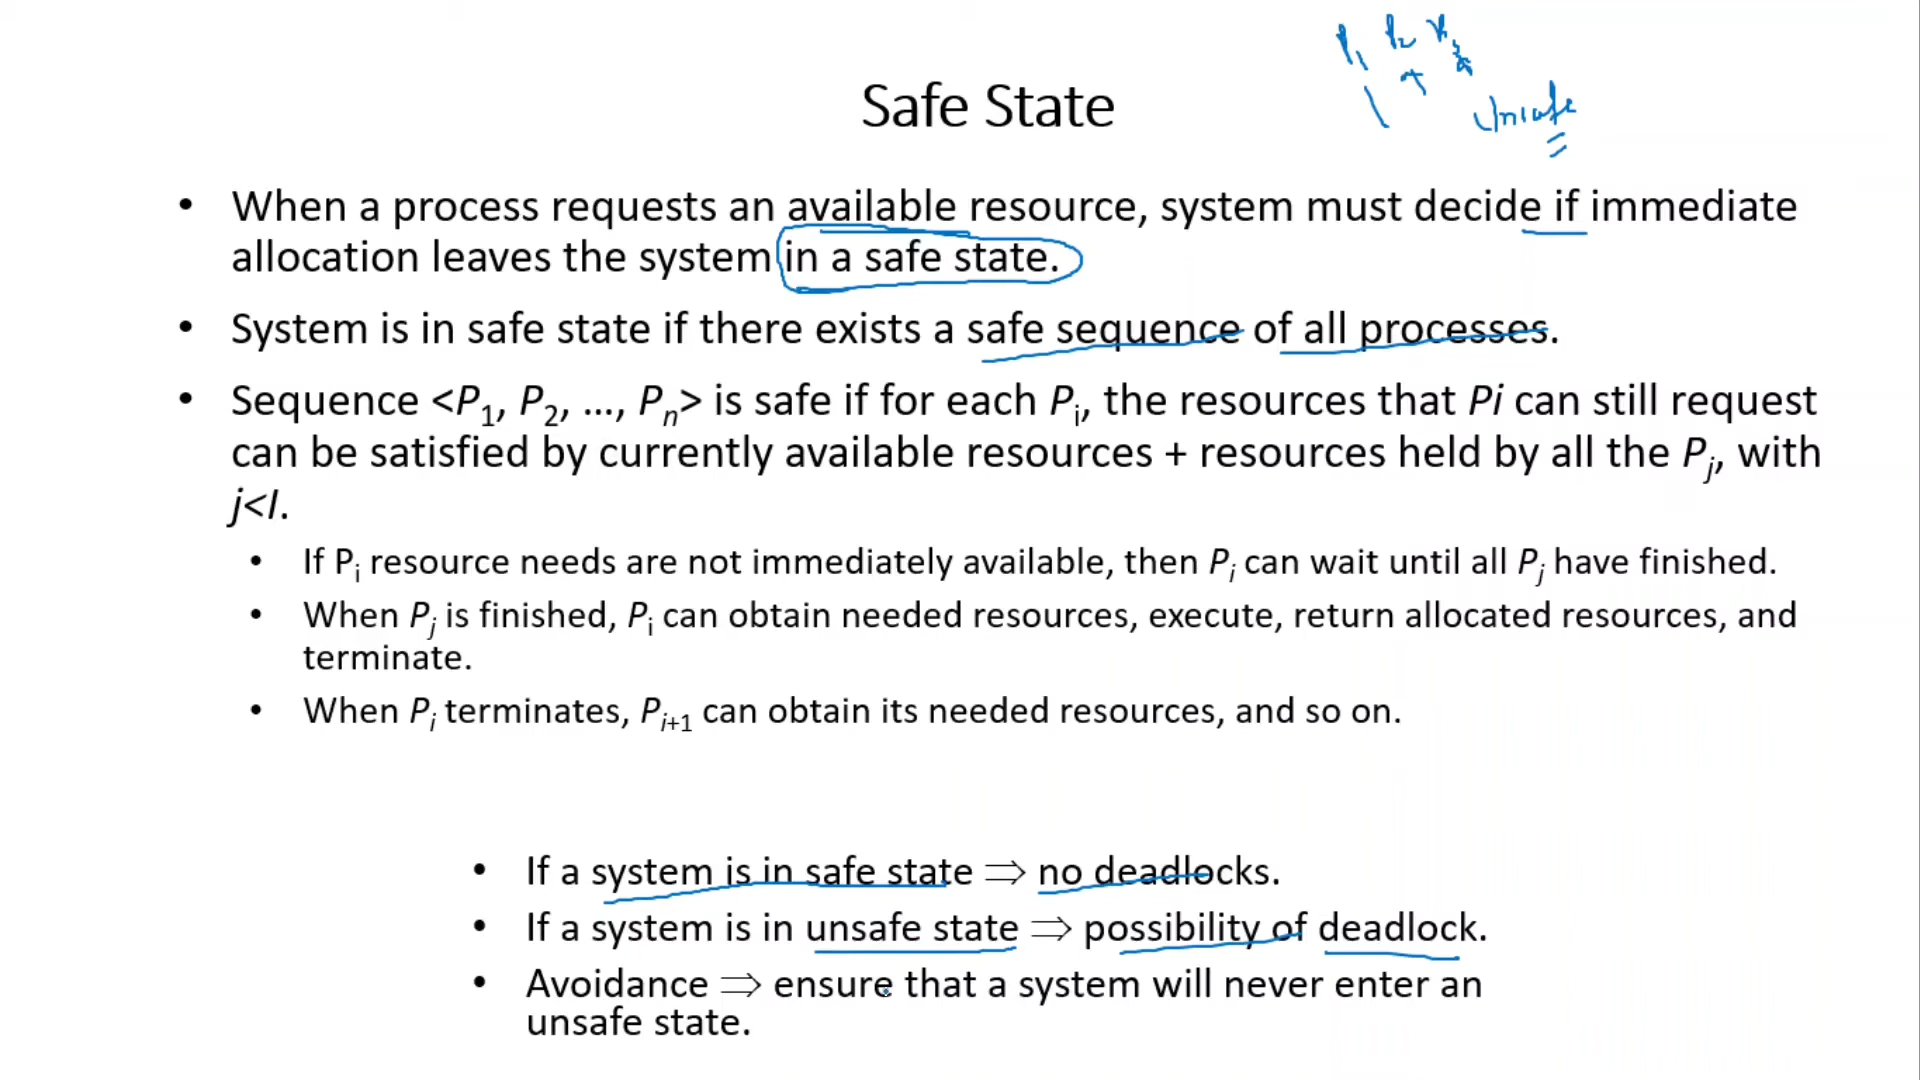 P1 P2 P3
Unsafe
Safe State
• When a process requests an available resource, system must decide if immediate
allocation leaves the system in a safe state.
• System is in safe state if there exists a safe sequence of all processes.
• Sequence <P1, P2, …, Pn> is safe if for each Pi, the resources that Pi can still request
can be satisfied by currently available resources + resources held by all the Pj, with
j<I.
• If Pi resource needs are not immediately available, then Pi can wait until all Pj have finished.
• When Pj is finished, Pi can obtain needed resources, execute, return allocated resources, and
terminate.
• When Pi terminates, Pi+1 can obtain its needed resources, and so on.
• If a system is in safe state ⇒ no deadlocks.
• If a system is in unsafe state ⇒ possibility of deadlock.
• Avoidance ⇒ ensure that a system will never enter an
unsafe state.